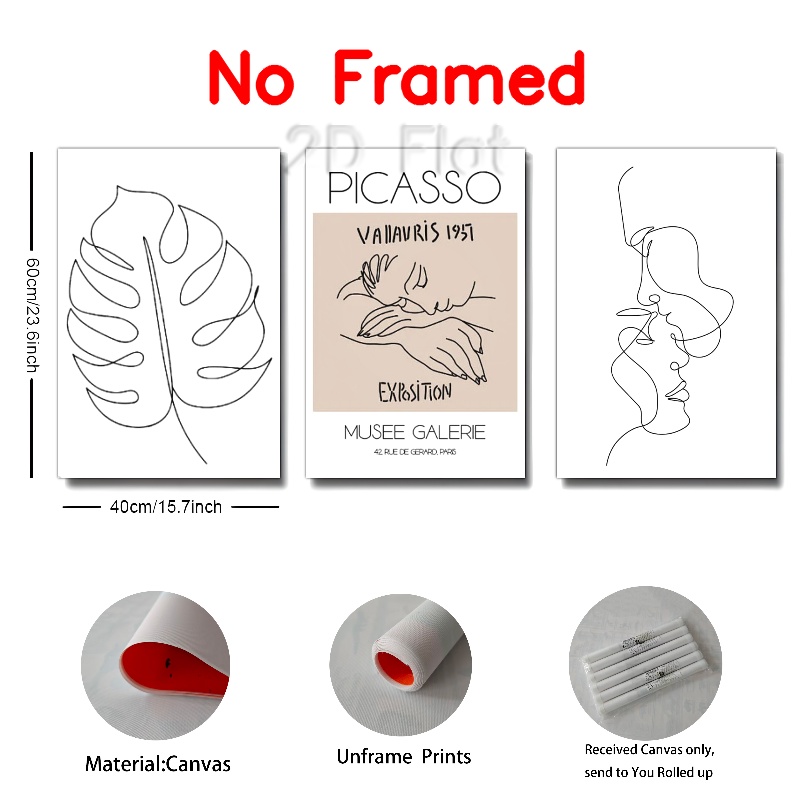 No Framed
2D Flat
PICASSO
VALLAURIS 1951
EXPOSITION
MUSEE GALERIE
42, RUE DE GERARD, PARIS
60cm/23.6inch
40cm/15.7inch
Material:Canvas
Unframe Prints
Received Canvas only,
send to You Rolled up